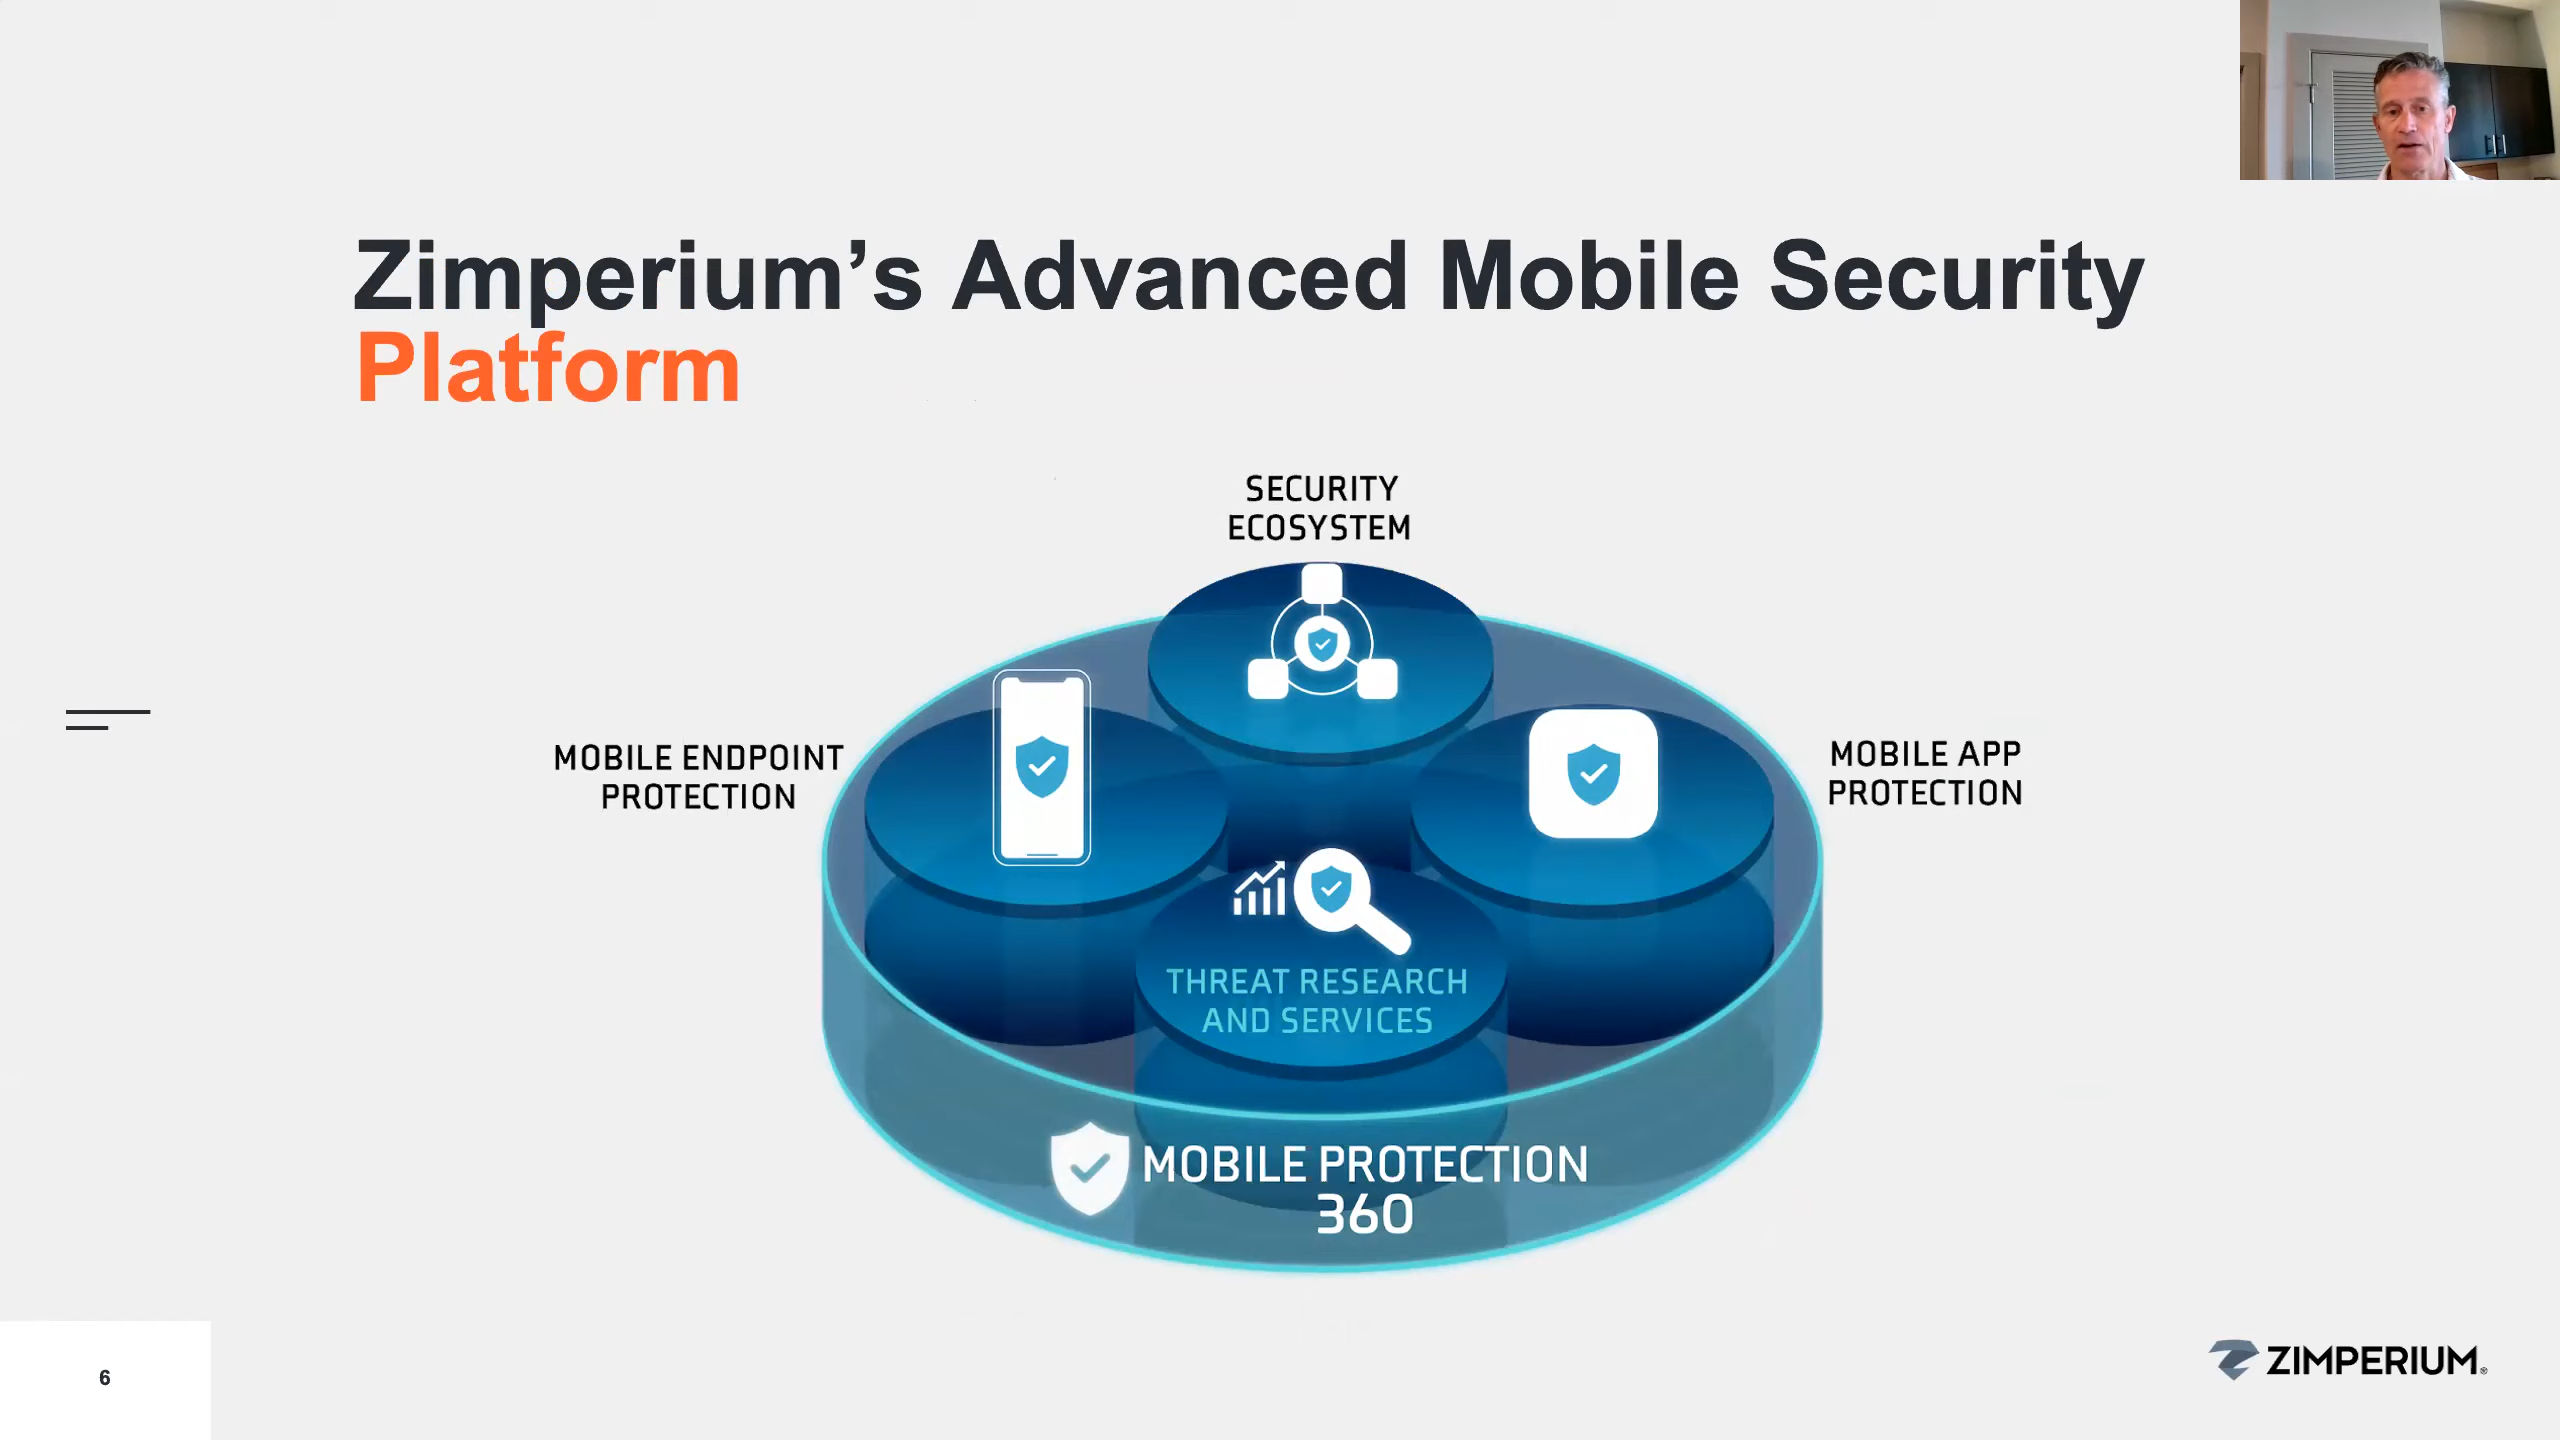 Zimperium’s Advanced Mobile Security
Platform
SECURITY
ECOSYSTEM
MOBILE ENDPOINT
PROTECTION
MOBILE APP
PROTECTION
THREAT RESEARCH
AND SERVICES
MOBILE PROTECTION
360
6
ZIMPERIUM®